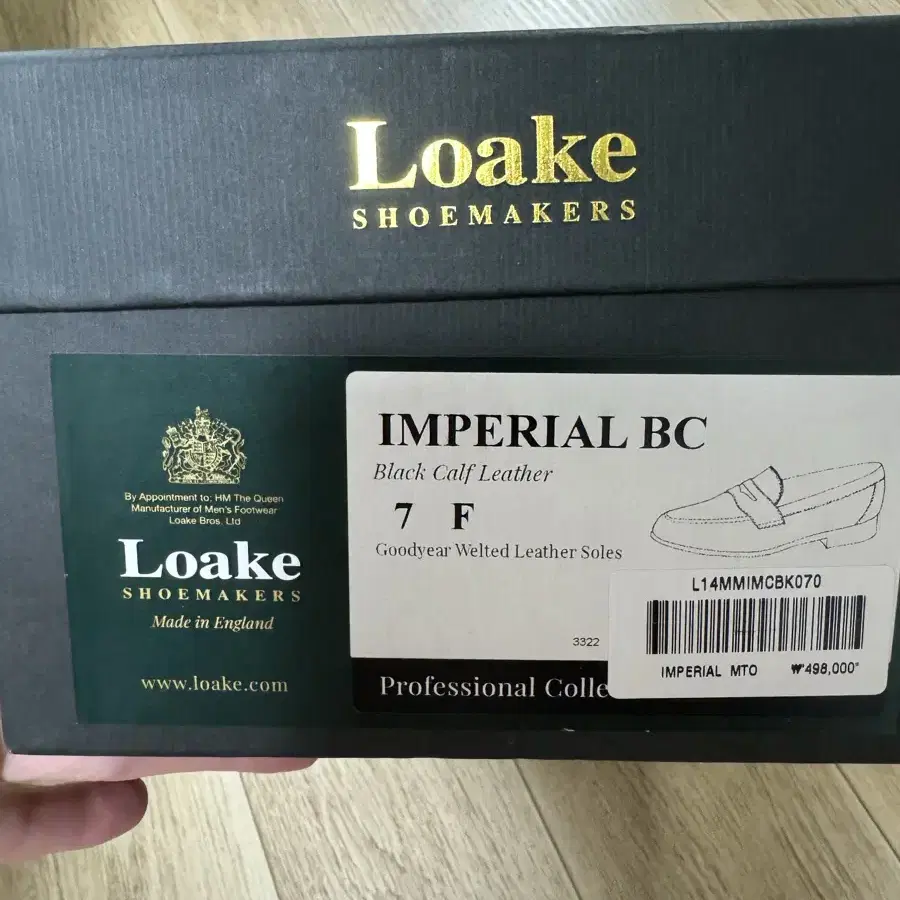 Loake
SHOEMAKERS
By Appointment to: HM The Queen
Manufacturer of Men's Footwear
Loake Bros. Ltd
Loake
SHOEMAKERS
Made in England
www.loake.com
IMPERIAL BC
Black Calf Leather
7 F
Goodyear Welted Leather Soles
3322
Professional Colle
L14MMIMCBK070
IMPERIAL MTO ₩498,000